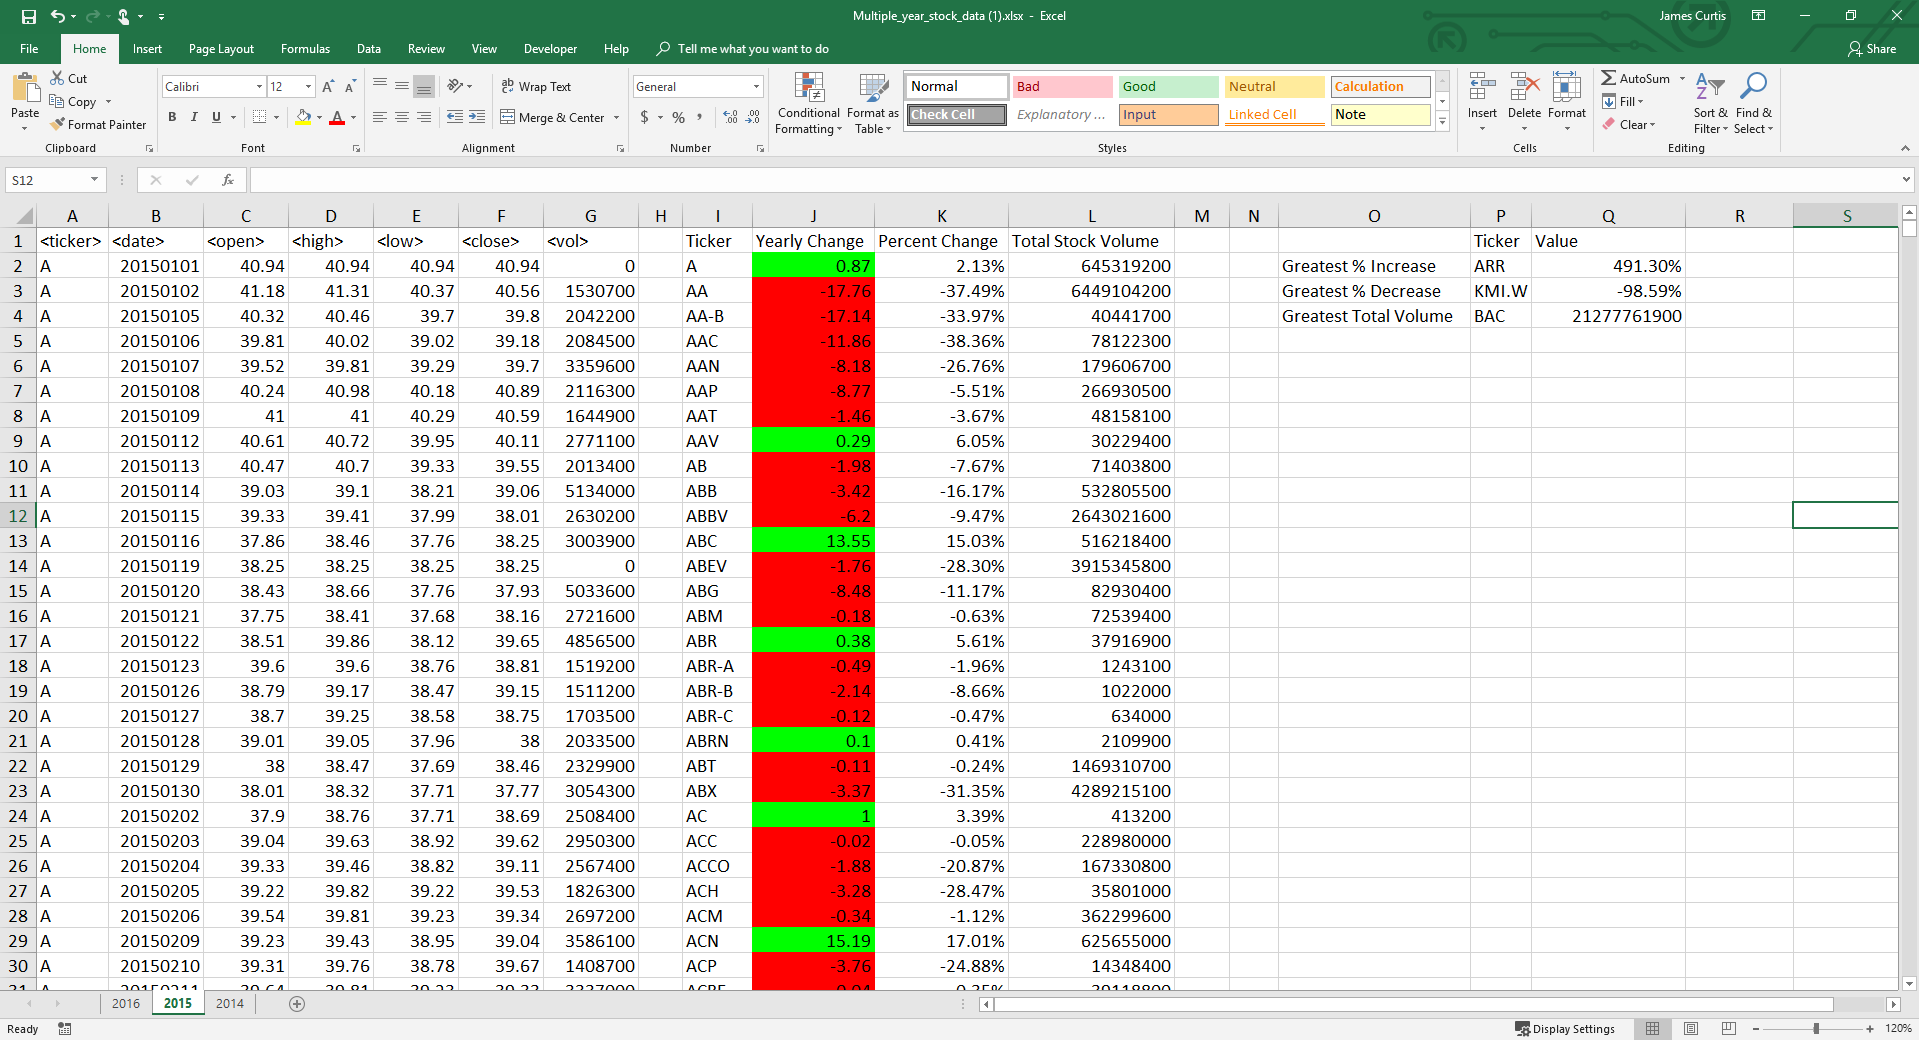 Multiple_year_stock_data (1).xlsx - Excel
James Curtis
File Home Insert Page Layout Formulas Data Review View Developer Help Tell me what you want to do Share
Paste Cut Copy Format Painter Clipboard
Calibri 12 A A B I U A Font
Wrap Text Merge & Center Alignment
General $ % , Number
Conditional Formatting Format as Table
Normal Bad Good Neutral Calculation
Check Cell Explanatory ... Input Linked Cell Note
Styles
Insert Delete Format Cells
AutoSum Fill Clear Sort & Filter Find & Select Editing
S12 fx
A B C D E F G H I J K L M N O P Q R S
1 <ticker> <date> <open> <high> <low> <close> <vol> Ticker Yearly Change Percent Change Total Stock Volume Ticker Value
2 A 20150101 40.94 40.94 40.94 40.94 0 A 0.87 2.13% 645319200 Greatest % Increase ARR 491.30%
3 A 20150102 41.18 41.31 40.37 40.56 1530700 AA -17.76 -37.49% 6449104200 Greatest % Decrease KMI.W -98.59%
4 A 20150105 40.32 40.46 39.7 39.8 2042200 AA-B -17.14 -33.97% 40441700 Greatest Total Volume BAC 21277761900
5 A 20150106 39.81 40.02 39.02 39.18 2084500 AAC -11.86 -38.36% 78122300
6 A 20150107 39.52 39.81 39.29 39.7 3359600 AAN -8.18 -26.76% 179606700
7 A 20150108 40.24 40.98 40.18 40.89 2116300 AAP -8.77 -5.51% 266930500
8 A 20150109 41 41 40.29 40.59 1644900 AAT -1.46 -3.67% 48158100
9 A 20150112 40.61 40.72 39.95 40.11 2771100 AAV 0.29 6.05% 30229400
10 A 20150113 40.47 40.7 39.33 39.55 2013400 AB -1.98 -7.67% 71403800
11 A 20150114 39.03 39.1 38.21 39.06 5134000 ABB -3.42 -16.17% 532805500
12 A 20150115 39.33 39.41 37.99 38.01 2630200 ABBV -6.2 -9.47% 2643021600
13 A 20150116 37.86 38.46 37.76 38.25 3003900 ABC 13.55 15.03% 516218400
14 A 20150119 38.25 38.25 38.25 38.25 0 ABEV -1.76 -28.30% 3915345800
15 A 20150120 38.43 38.66 37.76 37.93 5033600 ABG -8.48 -11.17% 82930400
16 A 20150121 37.75 38.41 37.68 38.16 2721600 ABM -0.18 -0.63% 72539400
17 A 20150122 38.51 39.86 38.12 39.65 4856500 ABR 0.38 5.61% 37916900
18 A 20150123 39.6 39.6 38.76 38.81 1519200 ABR-A -0.49 -1.96% 1243100
19 A 20150126 38.79 39.17 38.47 39.15 1511200 ABR-B -2.14 -8.66% 1022000
20 A 20150127 38.7 39.25 38.58 38.75 1703500 ABR-C -0.12 -0.47% 634000
21 A 20150128 39.01 39.05 37.96 38 2033500 ABRN 0.1 0.41% 2109900
22 A 20150129 38 38.47 37.69 38.46 2329900 ABT -0.11 -0.24% 1469310700
23 A 20150130 38.01 38.32 37.71 37.77 3054300 ABX -3.37 -31.35% 4289215100
24 A 20150202 37.9 38.76 37.71 38.69 2508400 AC 1 3.39% 413200
25 A 20150203 39.04 39.63 38.92 39.62 2950300 ACC -0.02 -0.05% 228980000
26 A 20150204 39.33 39.46 38.82 39.11 2567400 ACCO -1.88 -20.87% 167330800
27 A 20150205 39.22 39.82 39.22 39.53 1826300 ACH -3.28 -28.47% 35801000
28 A 20150206 39.54 39.81 39.23 39.34 2697200 ACM -0.34 -1.12% 362299600
29 A 20150209 39.23 39.43 38.95 39.04 3586100 ACN 15.19 17.01% 625655000
30 A 20150210 39.31 39.76 38.78 39.67 1408700 ACP -3.76 -24.88% 14348400
2016 2015 2014
Ready Display Settings 120%